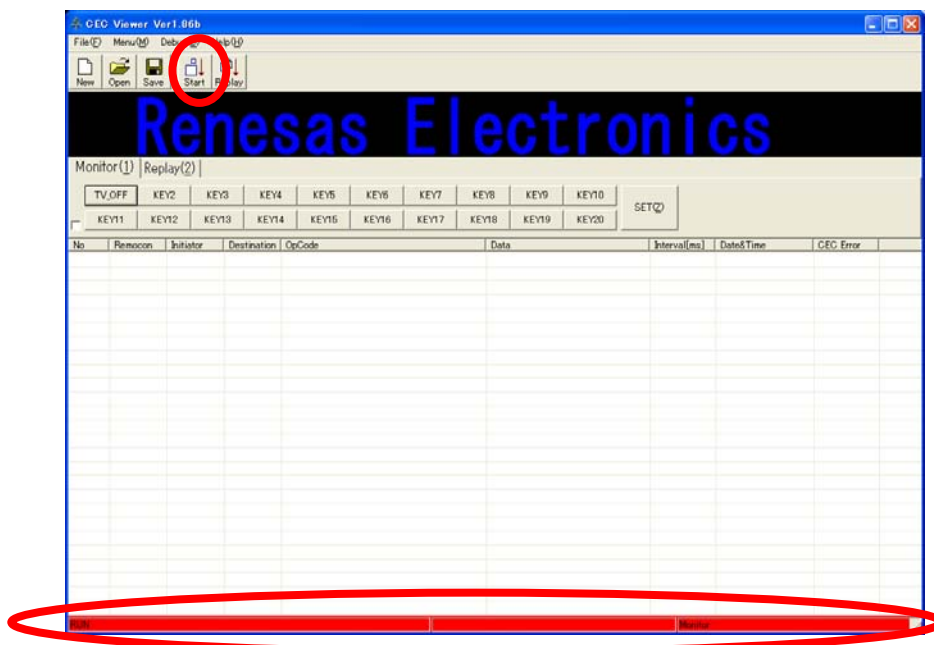 CEC Viewer Ver1.06b
File(F) Menu(M) Help(H)
New Open Save Start Replay
Renesas Electronics
Monitor(1) Replay(2)
TV_OFF KEY2 KEY3 KEY4 KEY5 KEY6 KEY7 KEY8 KEY9 KEY10
SET(Z)
KEY11 KEY12 KEY13 KEY14 KEY15 KEY16 KEY17 KEY18 KEY19 KEY20
No Remocon Initiator Destination OpCode Data Interval[ms] Date&Time CEC Error
RUN Monitor